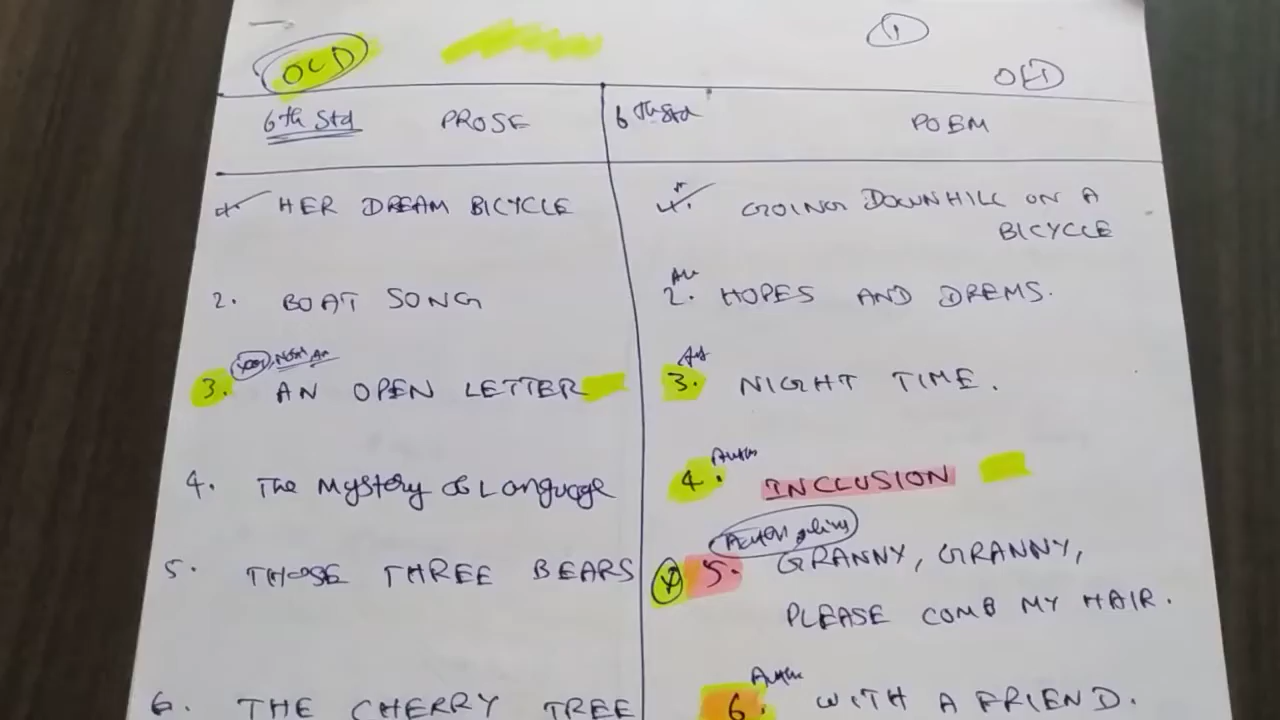 1
OLD
OLD
6th Std PROSE
6th Std POEM
1. HER DREAM BICYCLE
1. GOING DOWNHILL ON A
BICYCLE
2. BOAT SONG
2. HOPES AND DREMS.
3. AN OPEN LETTER
3. NIGHT TIME.
4. The Mystery of Language
4. INCLUSION
5. THOSE THREE BEARS
5. GRANNY, GRANNY,
PLEASE COMB MY HAIR.
6. THE CHERRY TREE
6. WITH A FRIEND.